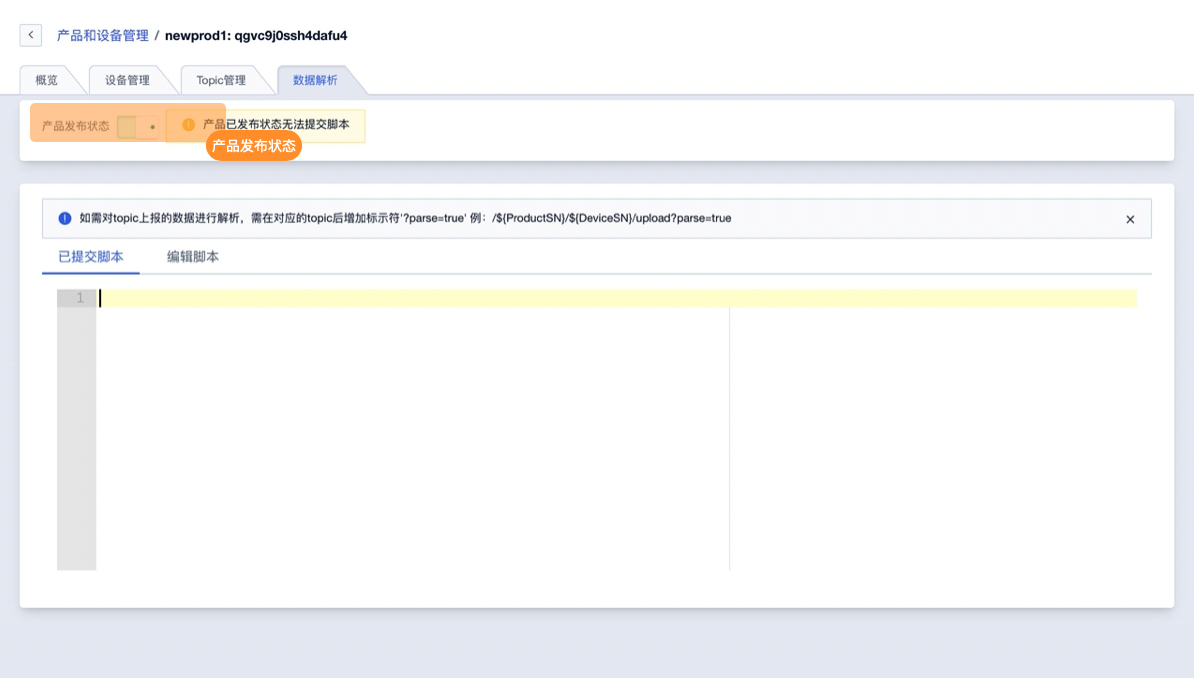 产品和设备管理 / newprod1: qgvc9j0ssh4dafu4
概览 设备管理 Topic管理 数据解析
产品发布状态 产品已发布状态无法提交脚本
产品发布状态
如需对topic上报的数据进行解析，需在对应的topic后增加标示符'?parse=true' 例：/${ProductSN}/${DeviceSN}/upload?parse=true
已提交脚本 编辑脚本
1